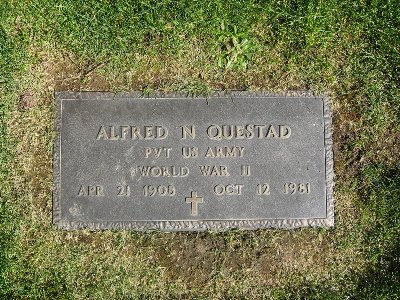 ALFRED N QUESTAD
PVT US ARMY
WORLD WAR II
APR 21 1908 OCT 12 1981